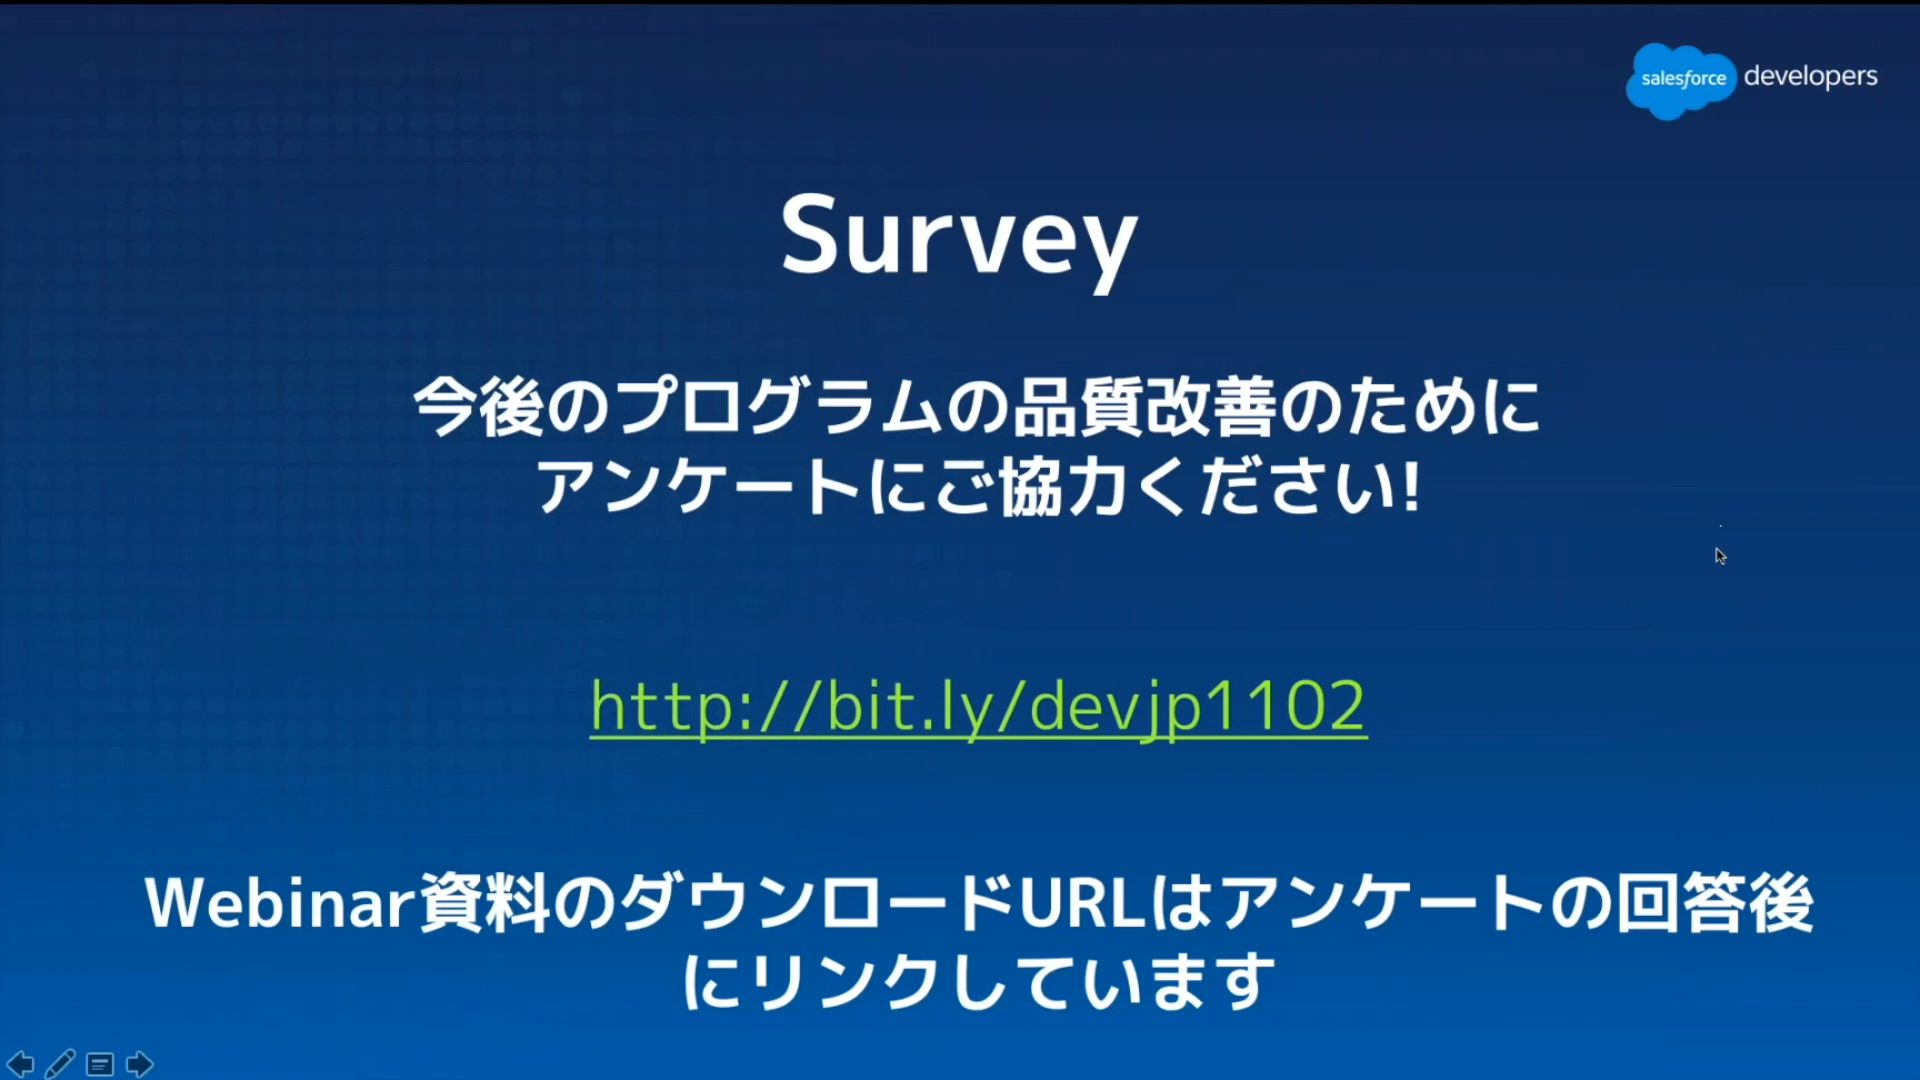 salesforce developers
Survey
今後のプログラムの品質改善のために
アンケートにご協力ください!
http://bit.ly/devjp1102
Webinar資料のダウンロードURLはアンケートの回答後
にリンクしています